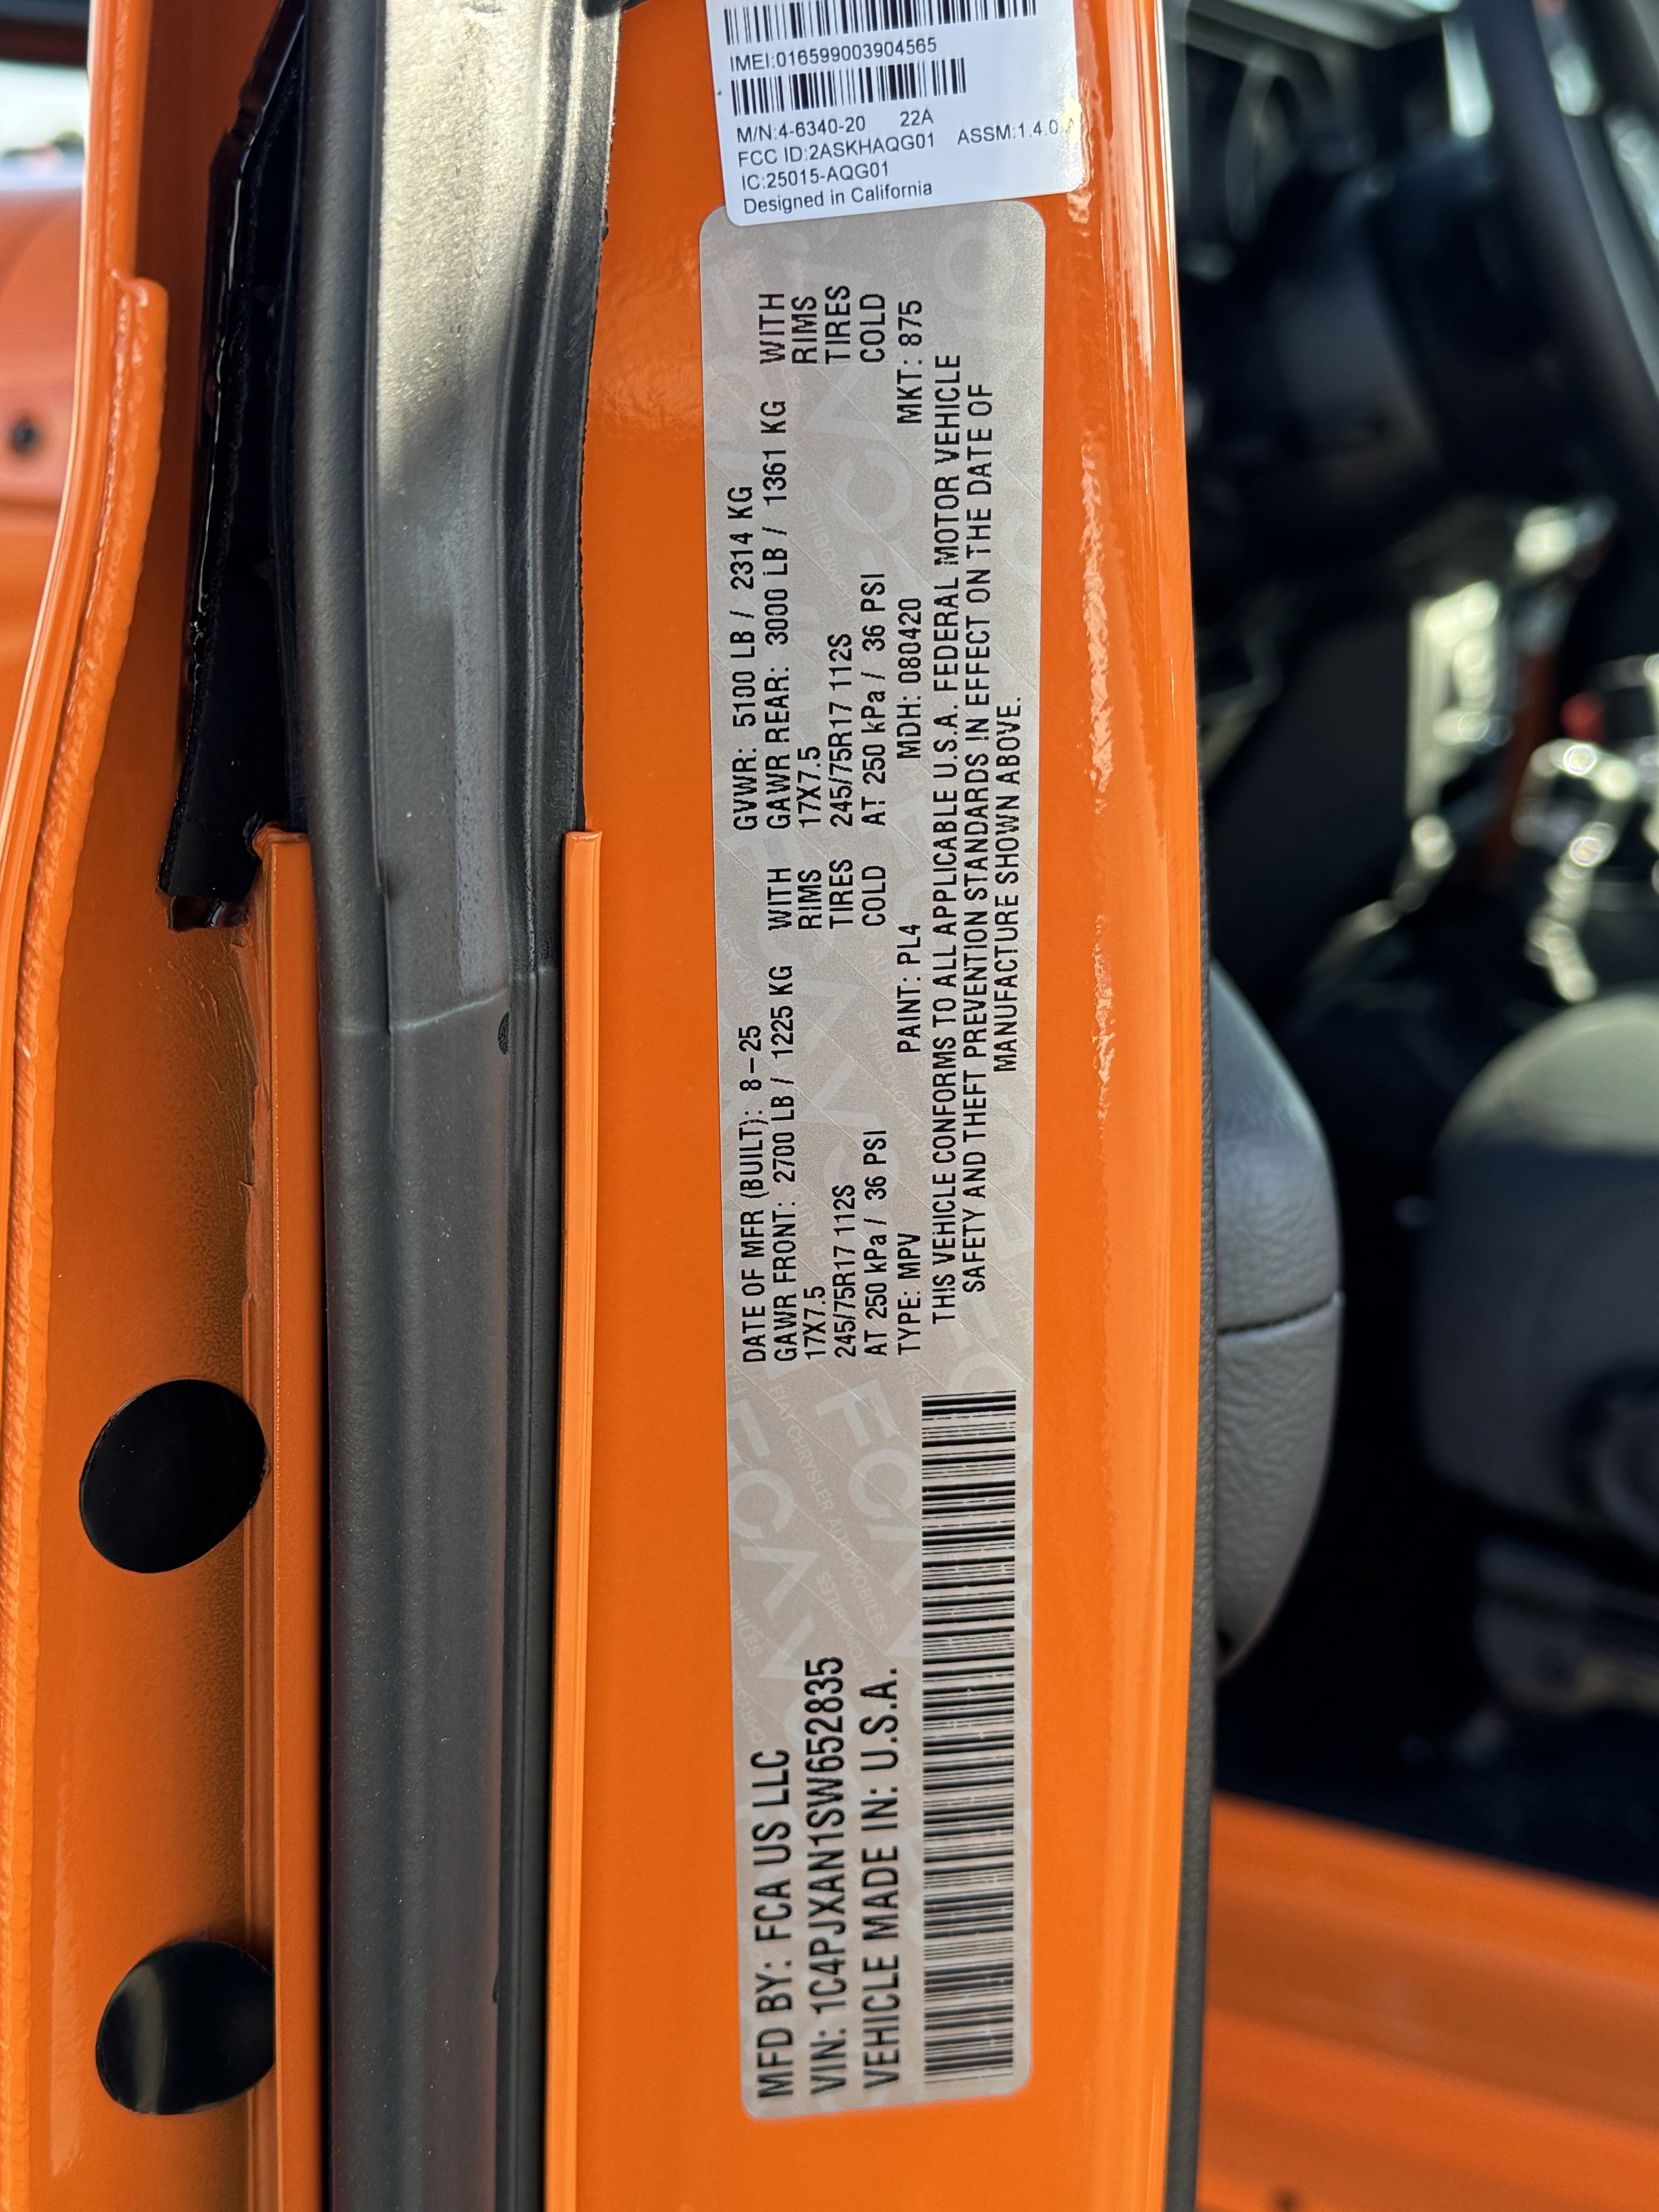 IMEI:016599003904565
M/N:4-6340-20 22A
FCC ID:2ASKHAQG01 ASSM:1.4.0
IC:25015-AQG01
Designed in California
MFD BY: FCA US LLC
VIN: 1C4PJXAN1SW652835
VEHICLE MADE IN: U.S.A.
DATE OF MFR (BUILT): 8-25 GVWR: 5100 LB / 2314 KG
GAWR FRONT: 2700 LB / 1225 KG WITH GAWR REAR: 3000 LB / 1361 KG WITH
17X7.5 RIMS 17X7.5 RIMS
245/75R17 112S TIRES 245/75R17 112S TIRES
AT 250 kPa / 36 PSI COLD AT 250 kPa / 36 PSI COLD
TYPE: MPV PAINT: PL4 MDH: 080420 MKT: 875
THIS VEHICLE CONFORMS TO ALL APPLICABLE U.S.A. FEDERAL MOTOR VEHICLE
SAFETY AND THEFT PREVENTION STANDARDS IN EFFECT ON THE DATE OF
MANUFACTURE SHOWN ABOVE.